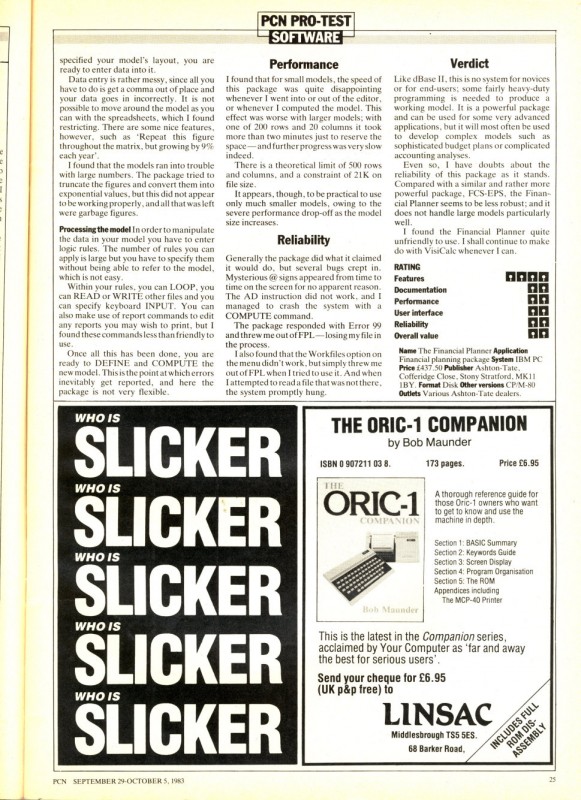 PCN PRO-TEST
SOFTWARE
specified your model's layout, you are
ready to enter data into it.
Data entry is rather messy, since all you
have to do is get a comma out of place and
your data goes in incorrectly. It is not
possible to move around the model as you
can with the spreadsheets, which I found
restricting. There are some nice features,
however, such as 'Repeat this figure
throughout the matrix, but growing by 9%
each year'.
I found that the models ran into trouble
with large numbers. The package tried to
truncate the figures and convert them into
exponential values, but this did not appear
to be working properly, and all that was left
were garbage figures.
Processing the model In order to manipulate
the data in your model you have to enter
logic rules. The number of rules you can
apply is large but you have to specify them
without being able to refer to the model,
which is not easy.
Within your rules, you can LOOP, you
can READ or WRITE other files and you
can specify keyboard INPUT. You can
also make use of report commands to edit
any reports you may wish to print, but I
found these commands less than friendly to
use.
Once all this has been done, you are
ready to DEFINE and COMPUTE the
new model. This is the point at which errors
inevitably get reported, and here the
package is not very flexible.
Performance
I found that for small models, the speed of
this package was quite disappointing
whenever I went into or out of the editor,
or whenever I computed the model. This
effect was worse with larger models; with
one of 200 rows and 20 columns it took
more than two minutes just to reserve the
space — and further progress was very slow
indeed.
There is a theoretical limit of 500 rows
and columns, and a constraint of 21K on
file size.
It appears, though, to be practical to use
only much smaller models, owing to the
severe performance drop-off as the model
size increases.
Reliability
Generally the package did what it claimed
it would do, but several bugs crept in.
Mysterious @ signs appeared from time to
time on the screen for no apparent reason.
The AD instruction did not work, and I
managed to crash the system with a
COMPUTE command.
The package responded with Error 99
and threw me out of FPL — losing my file in
the process.
I also found that the Workfiles option on
the menu didn't work, but simply threw me
out of FPL when I tried to use it. And when
I attempted to read a file that was not there,
the system promptly hung.
Verdict
Like dBase II, this is no system for novices
or for end-users; some fairly heavy-duty
programming is needed to produce a
working model. It is a powerful package
and can be used for some very advanced
applications, but it will most often be used
to develop complex models such as
sophisticated budget plans or complicated
accounting analyses.
Even so, I have doubts about the
reliability of this package as it stands.
Compared with a similar and rather more
powerful package, FCS-EPS, the Finan-
cial Planner seems to be less robust; and it
does not handle large models particularly
well.
I found the Financial Planner quite
unfriendly to use. I shall continue to make
do with VisiCalc whenever I can.
RATING
Features
Documentation
Performance
User interface
Reliability
Overall value
Name The Financial Planner Application
Financial planning package System IBM PC
Price £437.50 Publisher Ashton-Tate,
Cofferidge Close, Stony Stratford, MK11
1BY. Format Disk Other versions CP/M-80
Outlets Various Ashton-Tate dealers.
WHO IS
SLICKER
WHO IS
SLICKER
WHO IS
SLICKER
WHO IS
SLICKER
WHO IS
SLICKER
THE ORIC-1 COMPANION
by Bob Maunder
ISBN 0 907211 03 8. 173 pages. Price £6.95
THE
ORIC-1
COMPANION
Bob Maunder
A thorough reference guide for
those Oric-1 owners who want
to get to know and use the
machine in depth.
Section 1: BASIC Summary
Section 2: Keywords Guide
Section 3: Screen Display
Section 4: Program Organisation
Section 5: The ROM
Appendices including
The MCP-40 Printer
This is the latest in the Companion series,
acclaimed by Your Computer as 'far and away
the best for serious users'.
Send your cheque for £6.95
(UK p&p free) to
LINSAC
Middlesbrough TS5 5ES.
68 Barker Road,
INCLUDES FULL
ROM DIS-
ASSEMBLY
PCN SEPTEMBER 29-OCTOBER 5, 1983
25